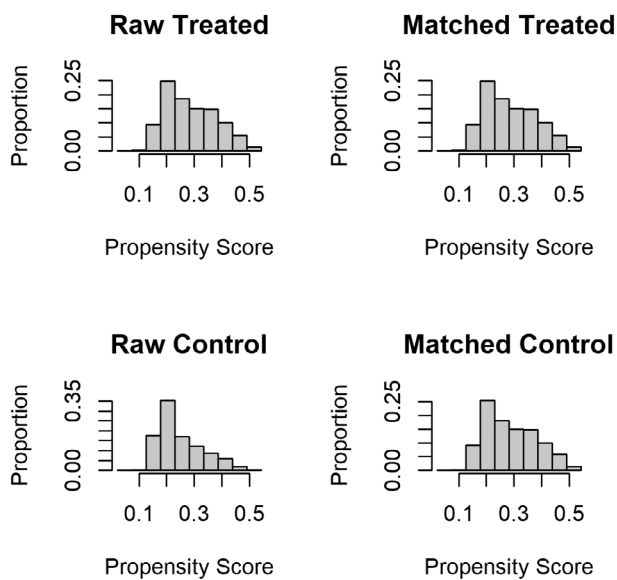 Raw Treated
Proportion
0.25
0.00
0.1 0.3 0.5
Propensity Score
Matched Treated
Proportion
0.25
0.00
0.1 0.3 0.5
Propensity Score
Raw Control
Proportion
0.35
0.00
0.1 0.3 0.5
Propensity Score
Matched Control
Proportion
0.25
0.00
0.1 0.3 0.5
Propensity Score